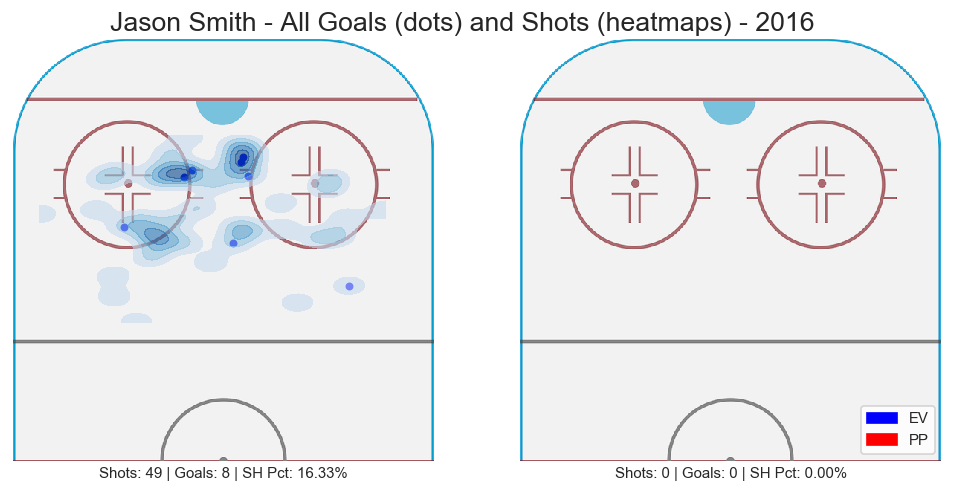 Jason Smith - All Goals (dots) and Shots (heatmaps) - 2016
EV
PP
Shots: 49 | Goals: 8 | SH Pct: 16.33%
Shots: 0 | Goals: 0 | SH Pct: 0.00%